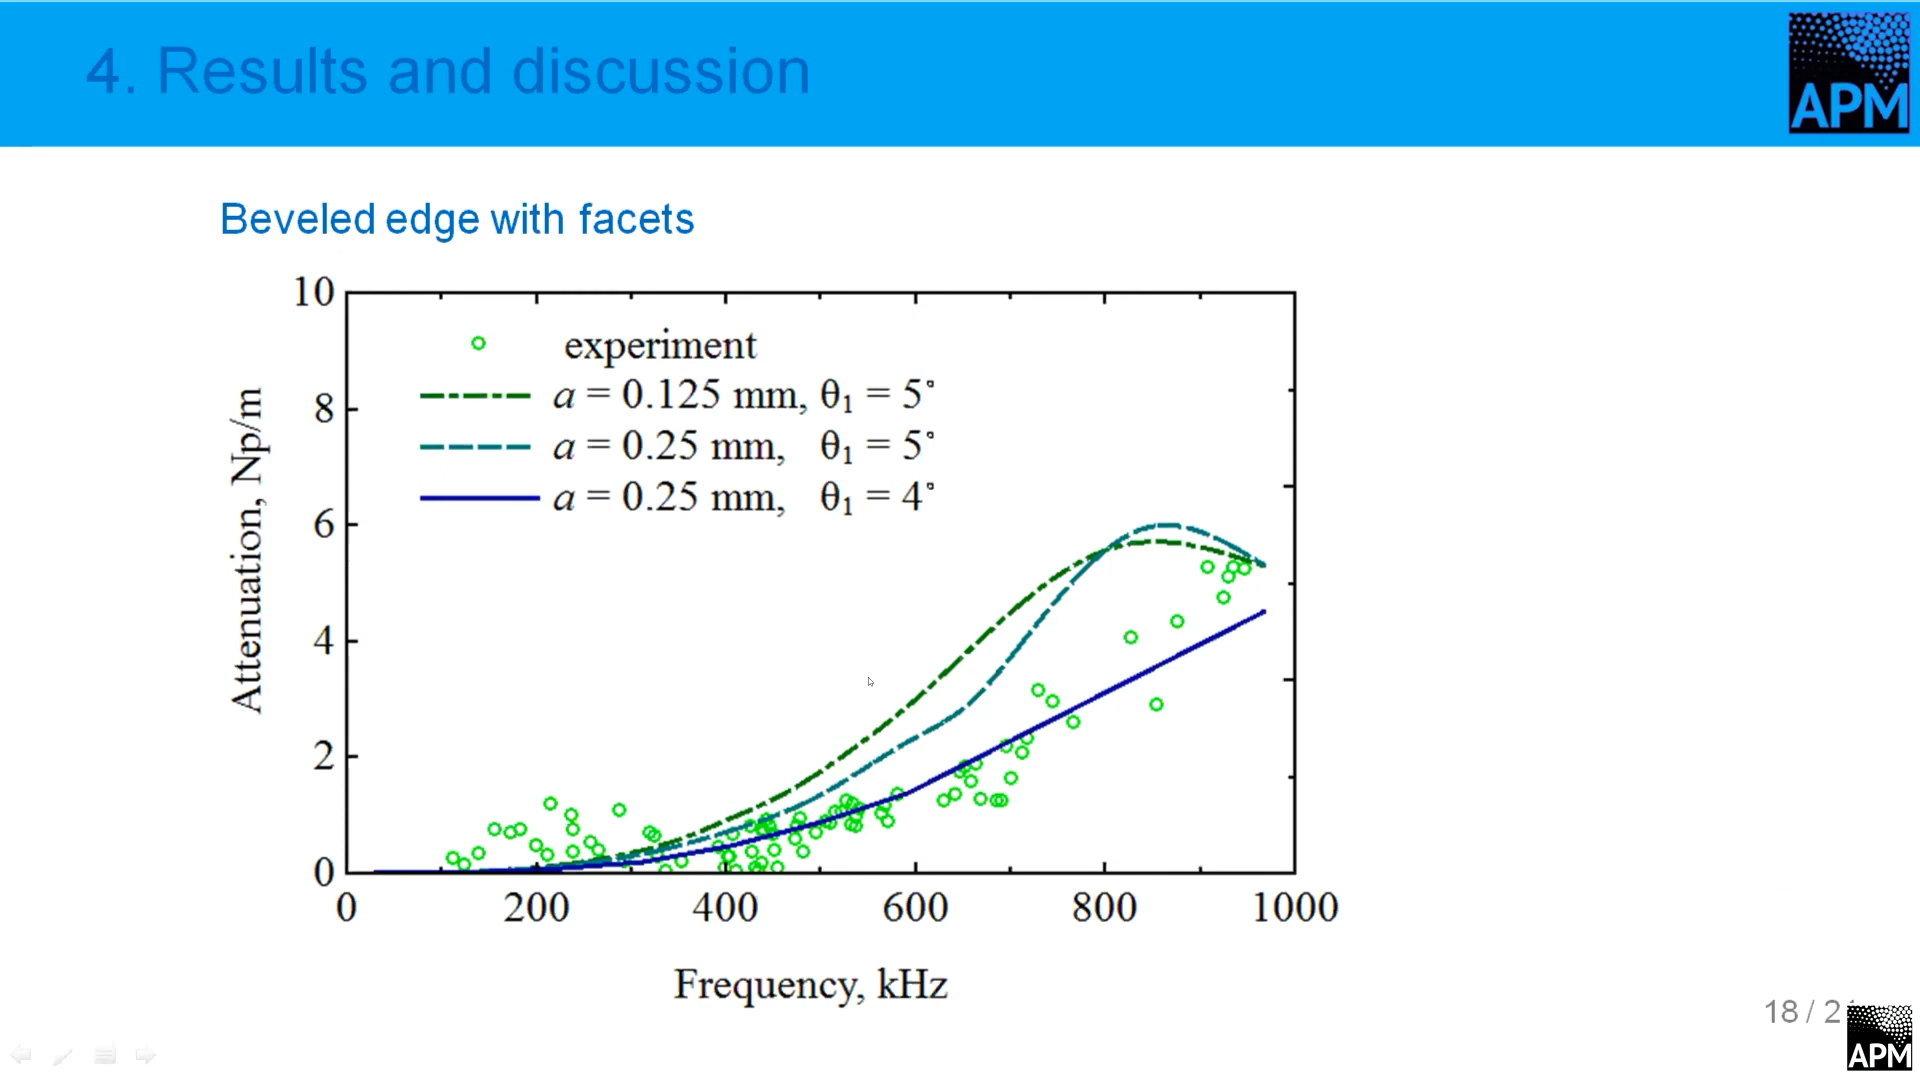 4. Results and discussion
APM
Beveled edge with facets
10
8
6
4
2
0
Attenuation, Np/m
experiment
a = 0.125 mm, θ₁ = 5°
a = 0.25 mm, θ₁ = 5°
a = 0.25 mm, θ₁ = 4°
0 200 400 600 800 1000
Frequency, kHz
18 / 2
APM